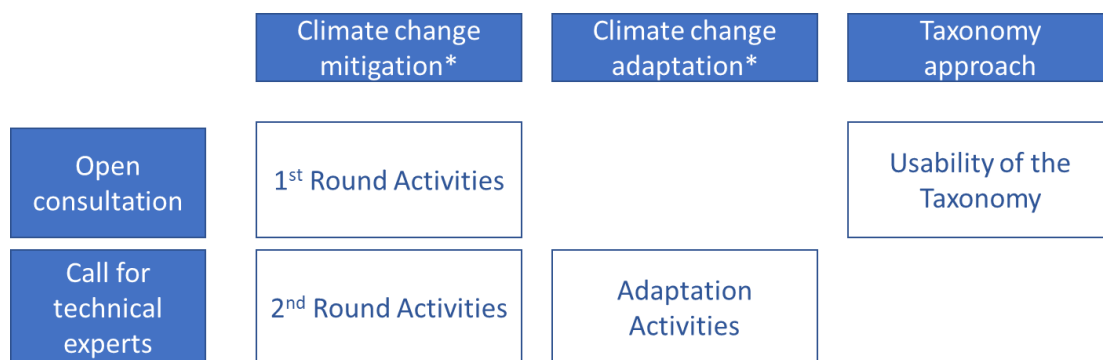 Climate change
mitigation*
Climate change
adaptation*
Taxonomy
approach
Open
consultation
1st Round Activities
Usability of the
Taxonomy
Call for
technical
experts
2nd Round Activities
Adaptation
Activities